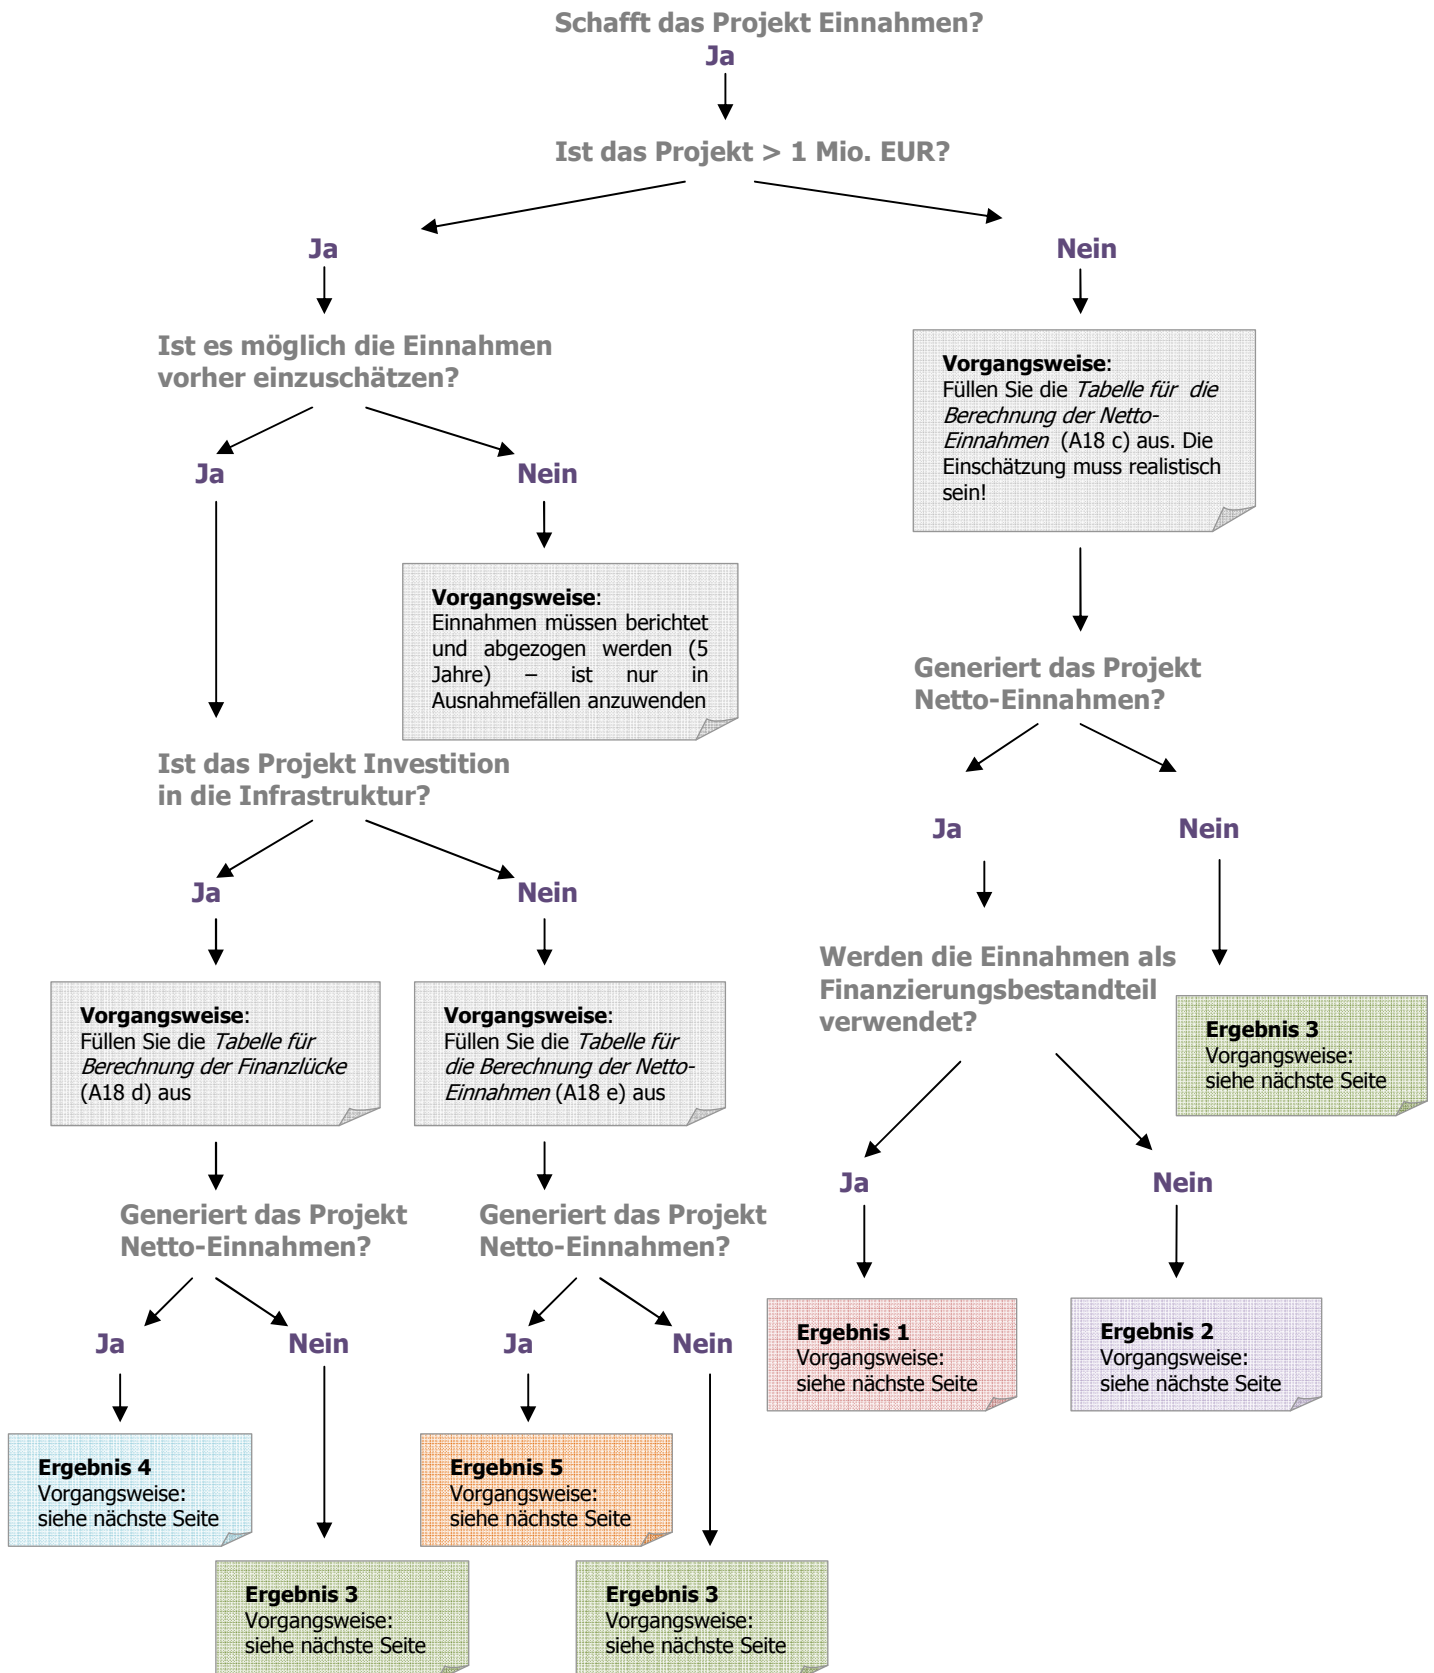 Schafft das Projekt Einnahmen?
Ja
Ist das Projekt > 1 Mio. EUR?
Ja
Nein
Ist es möglich die Einnahmen
vorher einzuschätzen?
Vorgangsweise:
Füllen Sie die Tabelle für die
Berechnung der Netto-
Einnahmen (A18 c) aus. Die
Einschätzung muss realistisch
sein!
Ja
Nein
Vorgangsweise:
Einnahmen müssen berichtet
und abgezogen werden (5
Jahre) – ist nur in
Ausnahmefällen anzuwenden
Generiert das Projekt
Netto-Einnahmen?
Ist das Projekt Investition
in die Infrastruktur?
Ja
Nein
Ja
Nein
Werden die Einnahmen als
Finanzierungsbestandteil
verwendet?
Vorgangsweise:
Füllen Sie die Tabelle für
Berechnung der Finanzlücke
(A18 d) aus
Vorgangsweise:
Füllen Sie die Tabelle für
die Berechnung der Netto-
Einnahmen (A18 e) aus
Ergebnis 3
Vorgangsweise:
siehe nächste Seite
Ja
Nein
Generiert das Projekt
Netto-Einnahmen?
Generiert das Projekt
Netto-Einnahmen?
Ja
Nein
Ja
Nein
Ergebnis 1
Vorgangsweise:
siehe nächste Seite
Ergebnis 2
Vorgangsweise:
siehe nächste Seite
Ergebnis 4
Vorgangsweise:
siehe nächste Seite
Ergebnis 5
Vorgangsweise:
siehe nächste Seite
Ergebnis 3
Vorgangsweise:
siehe nächste Seite
Ergebnis 3
Vorgangsweise:
siehe nächste Seite